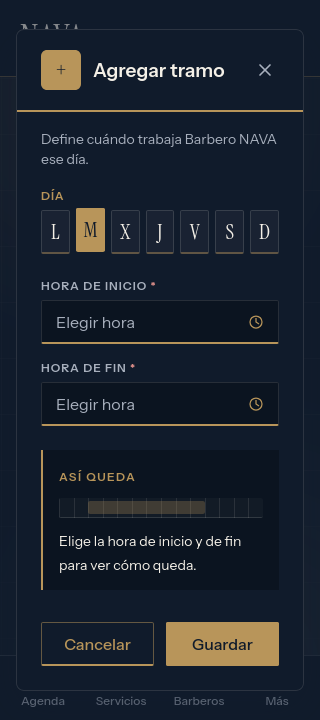 NAVA
+ Agregar tramo ×
Define cuándo trabaja Barbero NAVA
ese día.
DÍA
L M X J V S D
HORA DE INICIO *
Elegir hora
HORA DE FIN *
Elegir hora
ASÍ QUEDA
Elige la hora de inicio y de fin
para ver cómo queda.
Cancelar Guardar
Agenda Servicios Barberos Más